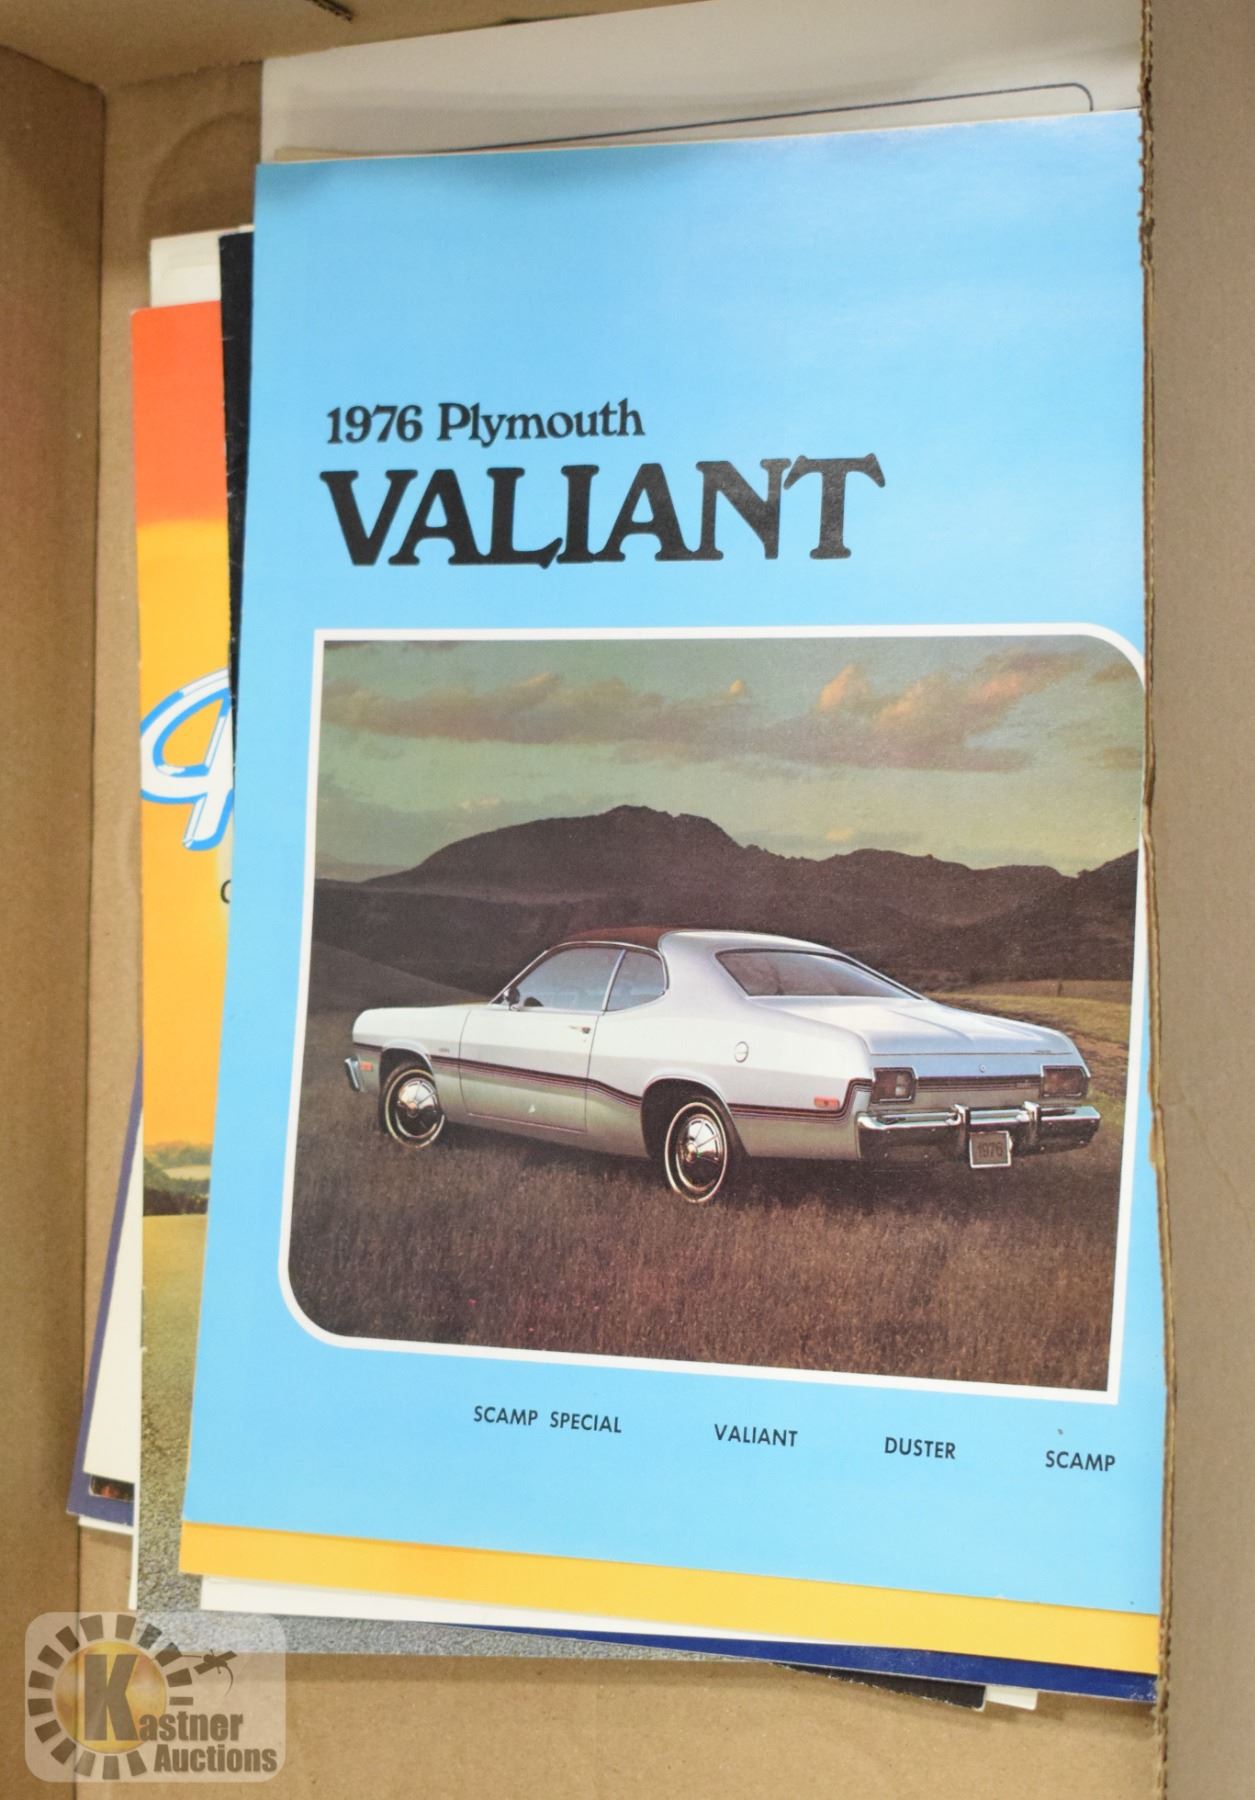 1976 Plymouth
VALIANT
1976
SCAMP SPECIAL VALIANT DUSTER SCAMP
Kastner
Auctions